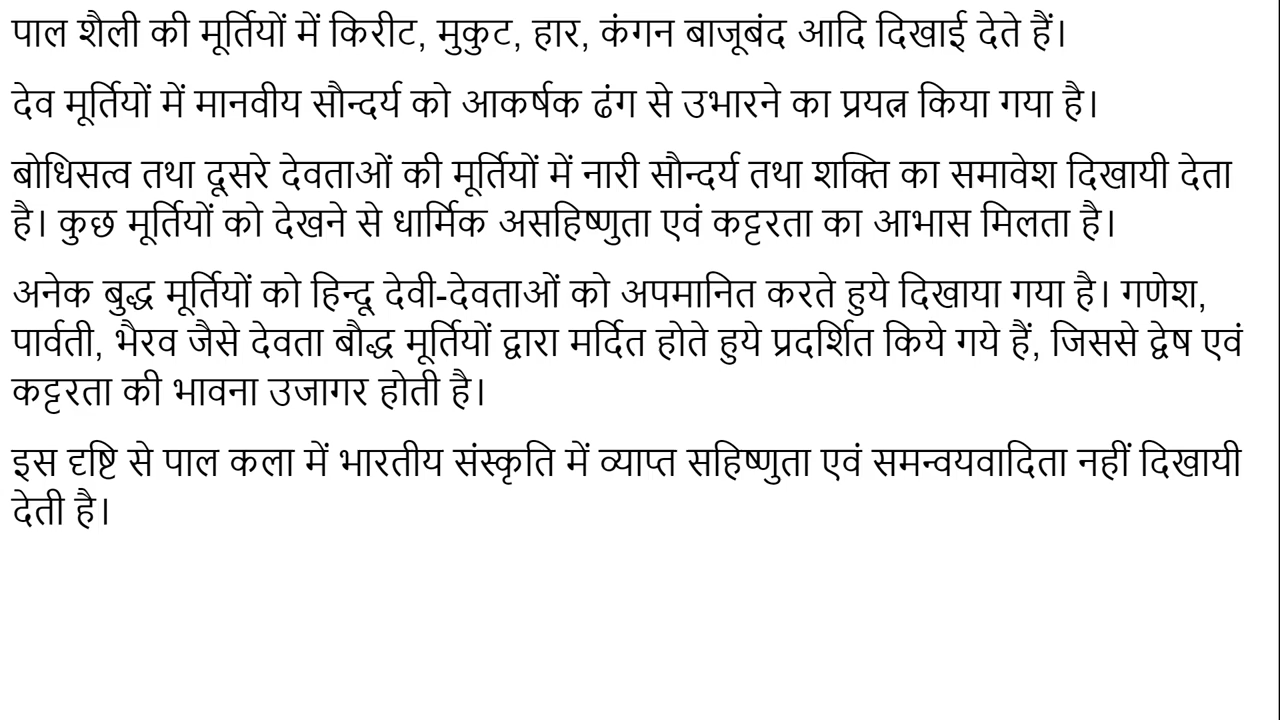 पाल शैली की मूर्तियों में किरीट, मुकुट, हार, कंगन बाजूबंद आदि दिखाई देते हैं।
देव मूर्तियों में मानवीय सौन्दर्य को आकर्षक ढंग से उभारने का प्रयत्न किया गया है।
बोधिसत्व तथा दूसरे देवताओं की मूर्तियों में नारी सौन्दर्य तथा शक्ति का समावेश दिखायी देता
है। कुछ मूर्तियों को देखने से धार्मिक असहिष्णुता एवं कट्टरता का आभास मिलता है।
अनेक बुद्ध मूर्तियों को हिन्दू देवी-देवताओं को अपमानित करते हुये दिखाया गया है। गणेश,
पार्वती, भैरव जैसे देवता बौद्ध मूर्तियों द्वारा मर्दित होते हुये प्रदर्शित किये गये हैं, जिससे द्वेष एवं
कट्टरता की भावना उजागर होती है।
इस दृष्टि से पाल कला में भारतीय संस्कृति में व्याप्त सहिष्णुता एवं समन्वयवादिता नहीं दिखायी
देती है।